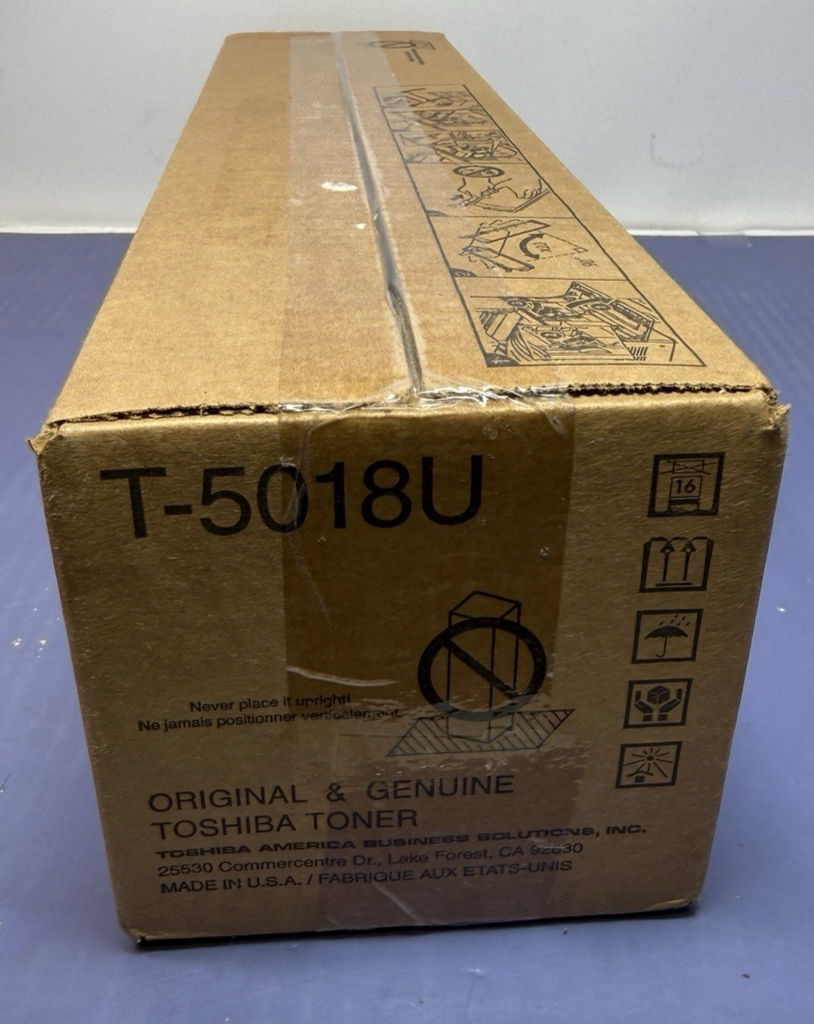 T-5018U
16
Never place it upright!
Ne jamais positionner verticalement.
ORIGINAL & GENUINE
TOSHIBA TONER
TOSHIBA AMERICA BUSINESS SOLUTIONS, INC.
25530 Commercentre Dr., Lake Forest, CA 92630
MADE IN U.S.A. / FABRIQUE AUX ETATS-UNIS